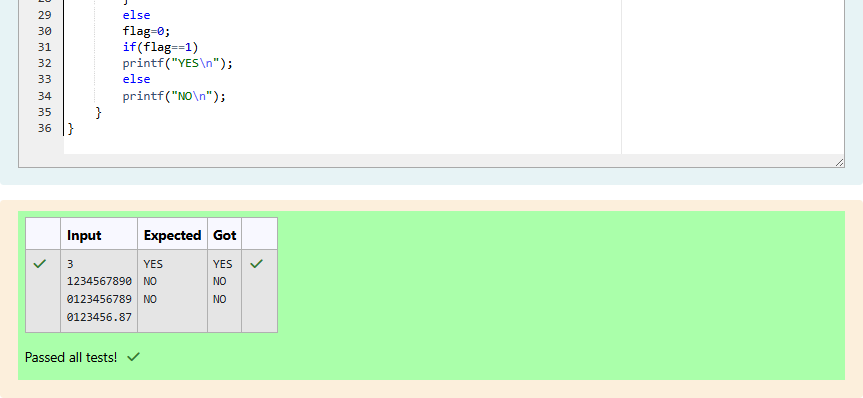 28 }
29 else
30 flag=0;
31 if(flag==1)
32 printf("YES\n");
33 else
34 printf("NO\n");
35 }
36 }
Input Expected Got
3 YES YES
1234567890 NO NO
0123456789 NO NO
0123456.87
Passed all tests!